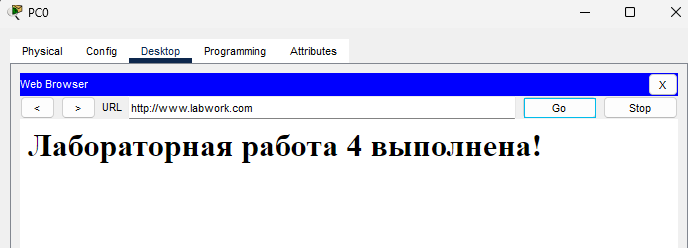 PC0
Physical Config Desktop Programming Attributes
Web Browser X
< > URL http://www.labwork.com Go Stop
Лабораторная работа 4 выполнена!